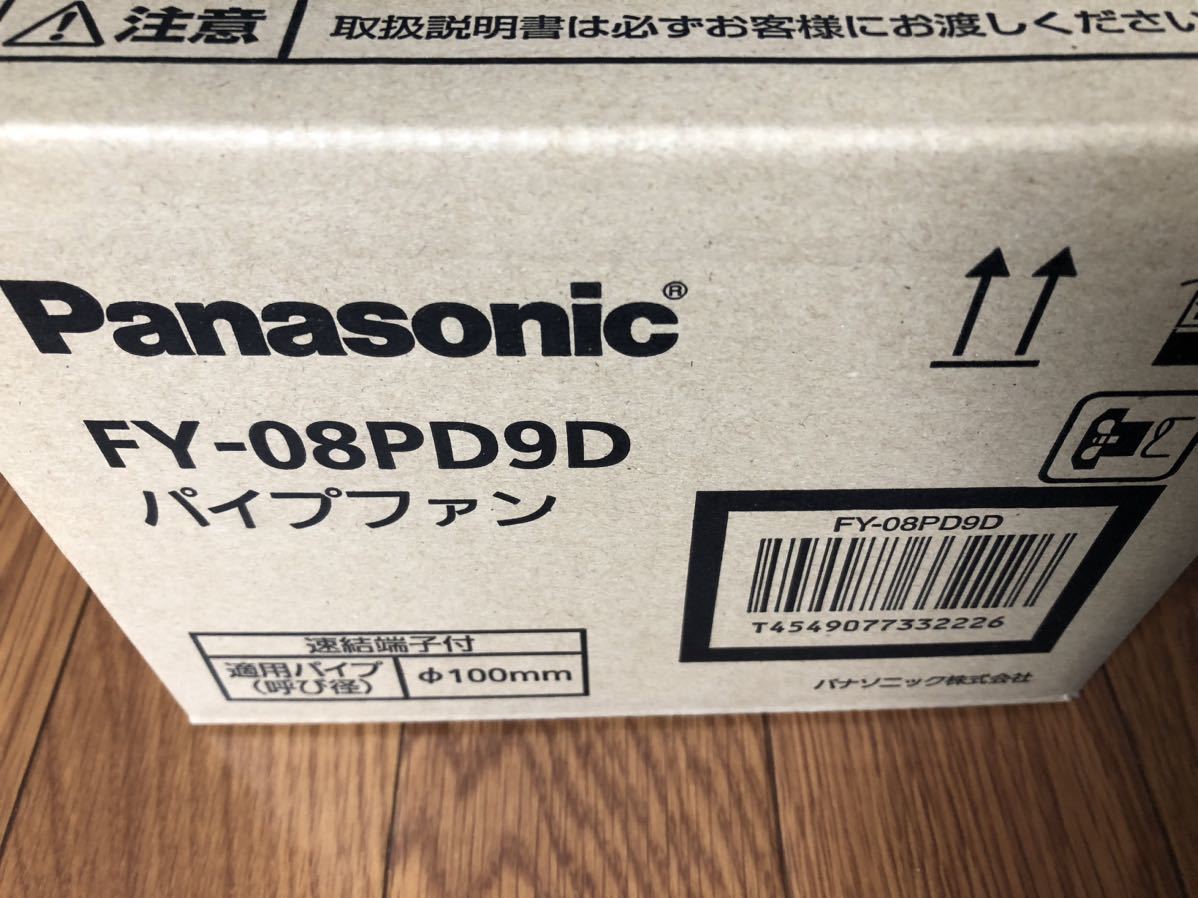 注意
取扱説明書は必ずお客様にお渡しください
Panasonic®
FY-08PD9D
パイプファン
FY-08PD9D
T4549077332226
速結端子付
適用パイプ
(呼び径)
φ100mm
パナソニック株式会社